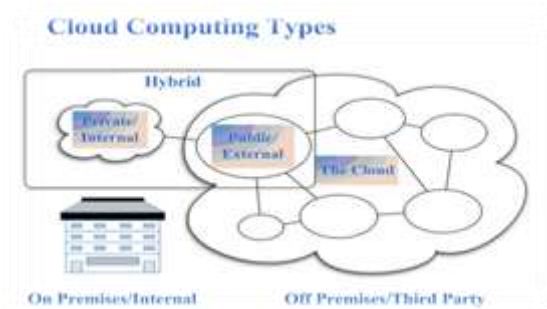 Cloud Computing Types
Hybrid
Private/
Internal
Public/
External
The Cloud
On Premises/Internal
Off Premises/Third Party